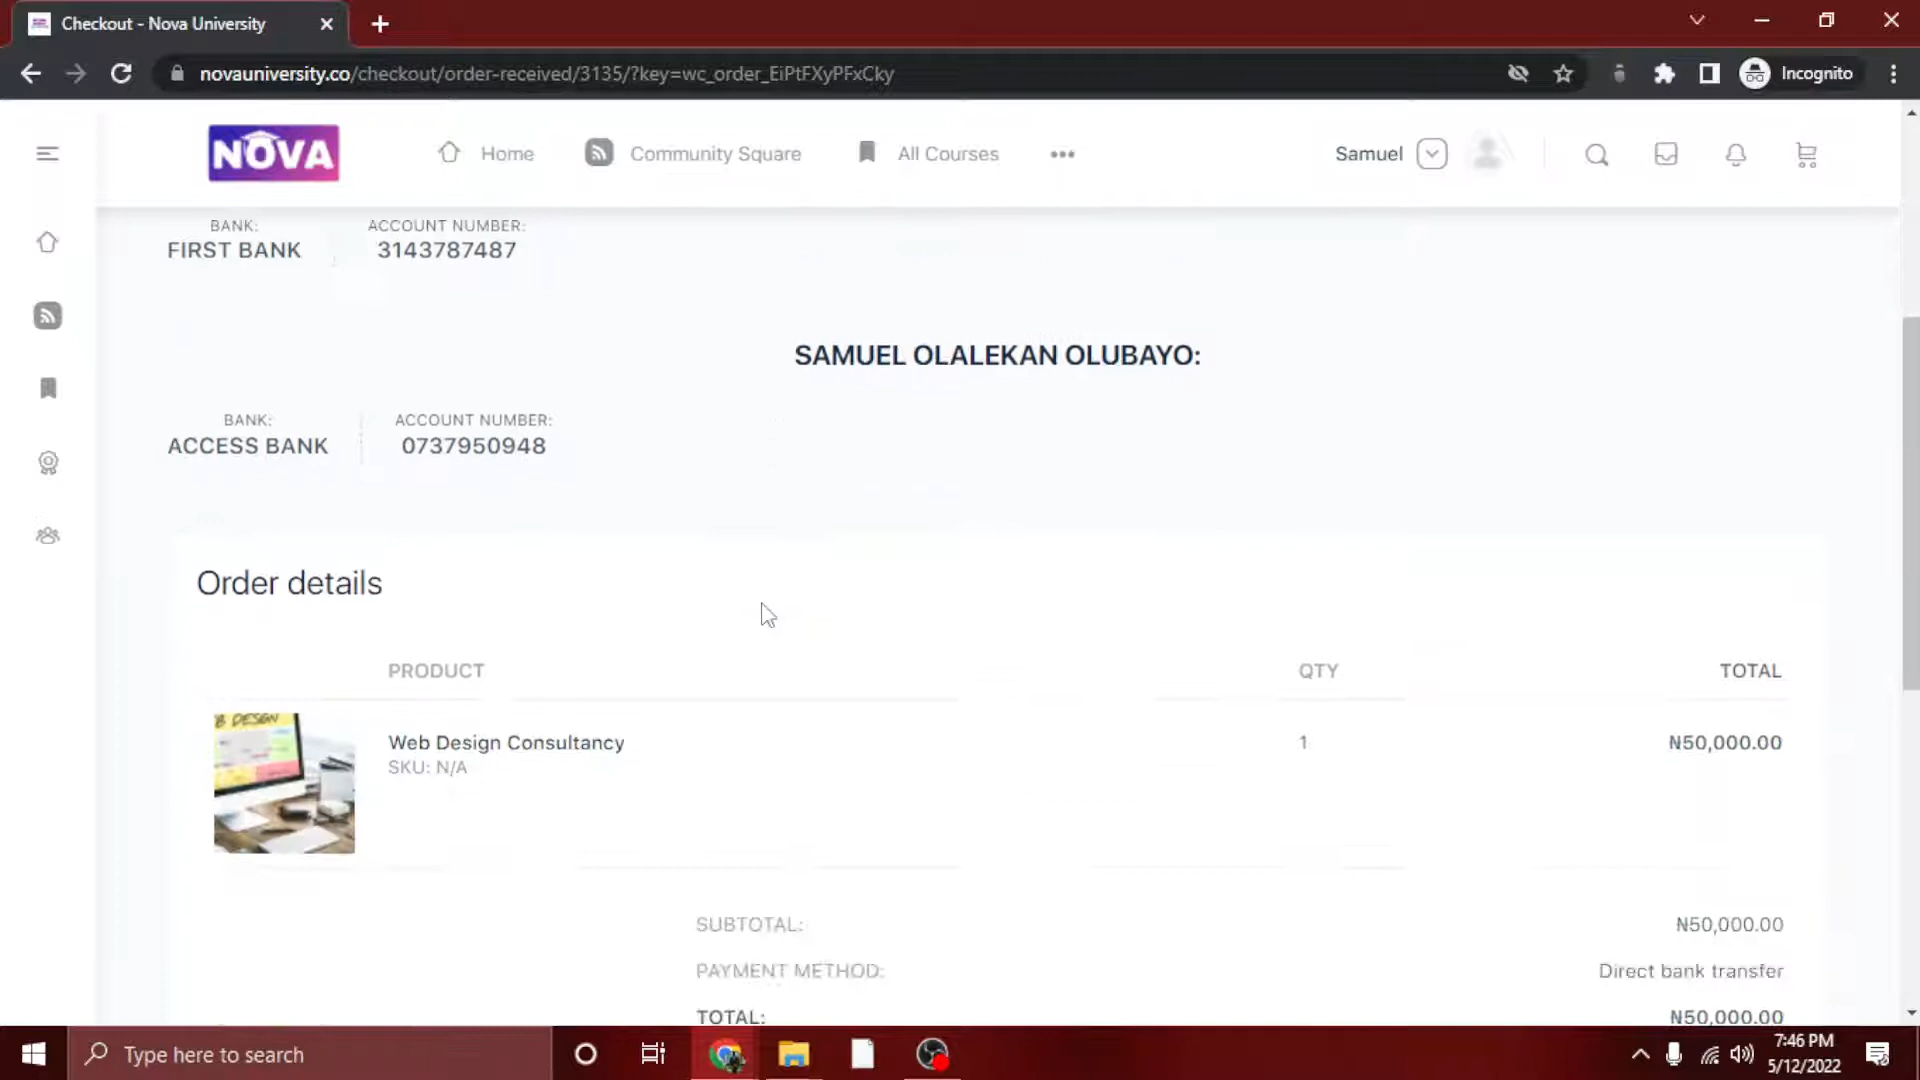 Checkout - Nova University
novauniversity.co/checkout/order-received/3135/?key=wc_order_EiPtFXyPFxCky
Incognito
NOVA
Home
Community Square
All Courses
Samuel
BANK:
FIRST BANK
ACCOUNT NUMBER:
3143787487
SAMUEL OLALEKAN OLUBAYO:
BANK:
ACCESS BANK
ACCOUNT NUMBER:
0737950948
Order details
PRODUCT QTY TOTAL
B DESIGN
Web Design Consultancy 1 ₦50,000.00
SKU: N/A
SUBTOTAL: ₦50,000.00
PAYMENT METHOD: Direct bank transfer
TOTAL: ₦50,000.00
Type here to search
7:46 PM
5/12/2022